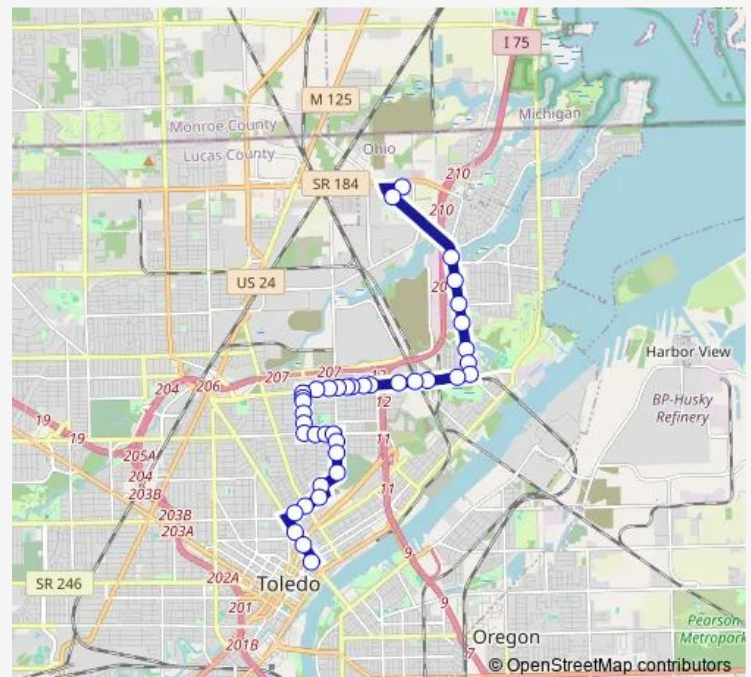 I 75
M 125
Monroe County
Michigan
Lucas County
Ohio
SR 184
210
210
20
US 24
Harbor View
204
206
207
207
12
12
BP-Husky
Refinery
19
19
11
205A
204
203B
203B
203A
11
9
202A
SR 246
Toledo
201
9
201B
Oregon
7
Pearson
Metropark
© OpenStreetMap contributors